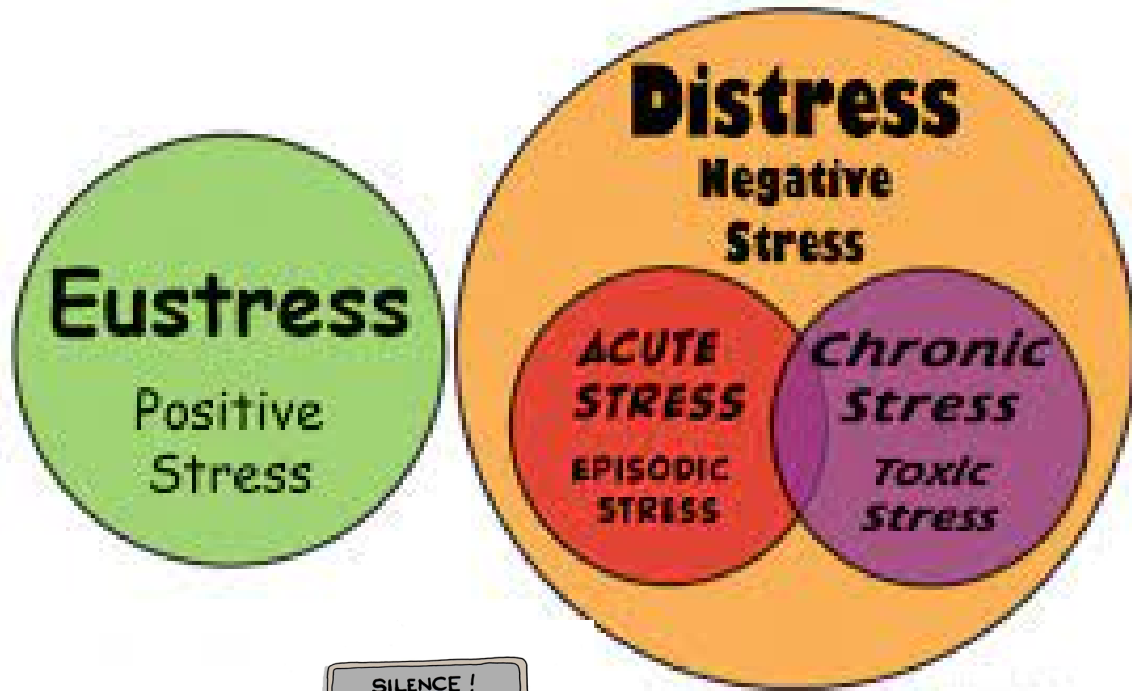 Eustress
Positive
Stress
Distress
Negative
Stress
ACUTE
STRESS
EPISODIC
STRESS
Chronic
Stress
Toxic
Stress
SILENCE !